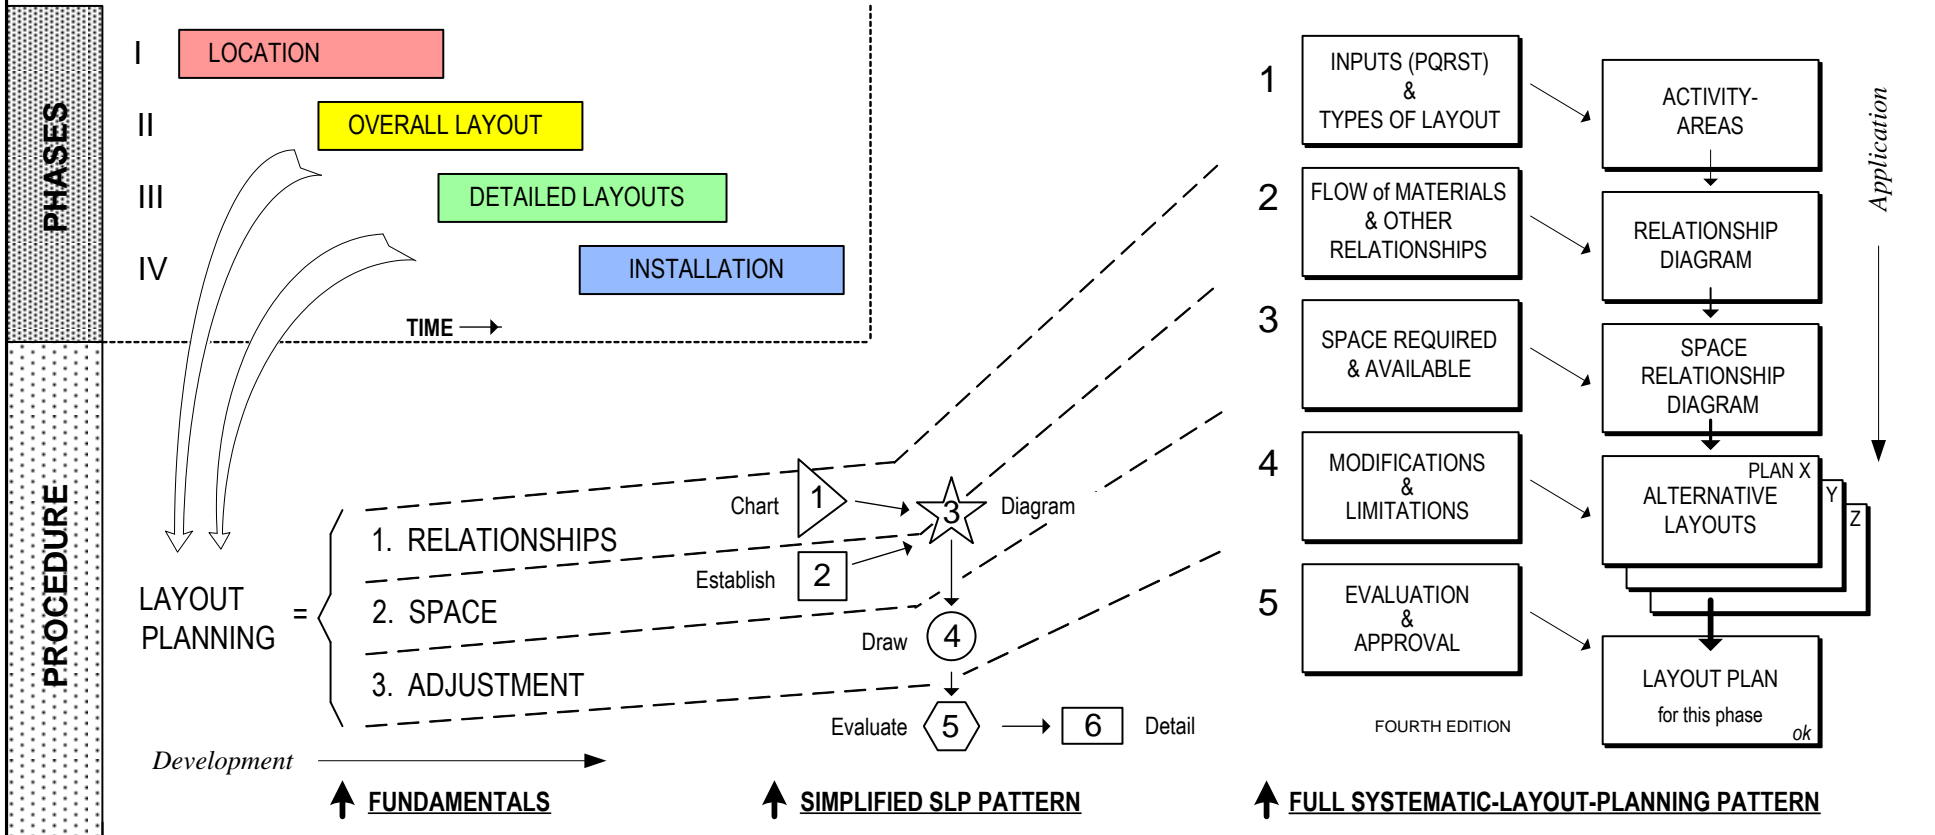 PHASES
I
LOCATION
II
OVERALL LAYOUT
III
DETAILED LAYOUTS
IV
INSTALLATION
TIME
PROCEDURE
LAYOUT
PLANNING
=
1. RELATIONSHIPS
2. SPACE
3. ADJUSTMENT
Development
FUNDAMENTALS
Chart
1
3
Diagram
Establish
2
Draw
4
Evaluate
5
6
Detail
SIMPLIFIED SLP PATTERN
1
INPUTS (PQRST)
&
TYPES OF LAYOUT
2
FLOW of MATERIALS
& OTHER
RELATIONSHIPS
3
SPACE REQUIRED
& AVAILABLE
4
MODIFICATIONS
&
LIMITATIONS
5
EVALUATION
&
APPROVAL
FOURTH EDITION
ACTIVITY-
AREAS
RELATIONSHIP
DIAGRAM
SPACE
RELATIONSHIP
DIAGRAM
PLAN X
ALTERNATIVE
LAYOUTS
Y
Z
LAYOUT PLAN
for this phase
ok
Application
FULL SYSTEMATIC-LAYOUT-PLANNING PATTERN